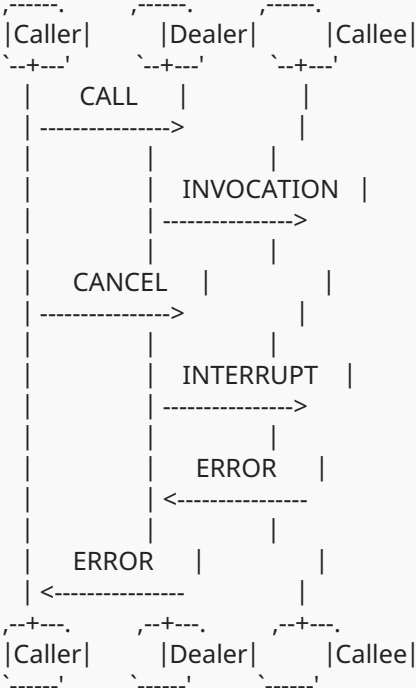 ,------.          ,------.          ,------.
|Caller|          |Dealer|          |Callee|
`--+---'          `--+---'          `--+---'
|       CALL      |                 |
| ---------------->                 |
|                 |                 |
|                 |    INVOCATION   |
|                 | ---------------->
|                 |                 |
|      CANCEL     |                 |
| ---------------->                 |
|                 |                 |
|                 |    INTERRUPT    |
|                 | ---------------->
|                 |                 |
|                 |      ERROR      |
|                 | <----------------
|                 |                 |
|      ERROR      |                 |
| <----------------                 |
,--+---.          ,--+---.          ,--+---.
|Caller|          |Dealer|          |Callee|
`------'          `------'          `------'